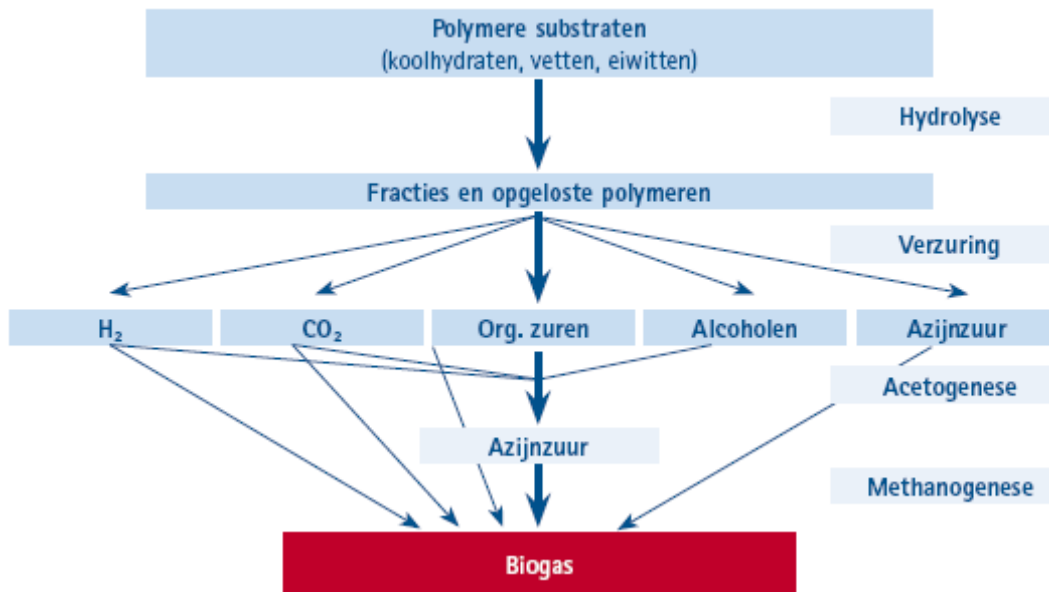 Polymere substraten
(koolhydraten, vetten, eiwitten)
Hydrolyse
Fracties en opgeloste polymeren
Verzuring
H₂
CO₂
Org. zuren
Alcoholen
Azijnzuur
Acetogenese
Azijnzuur
Methanogenese
Biogas